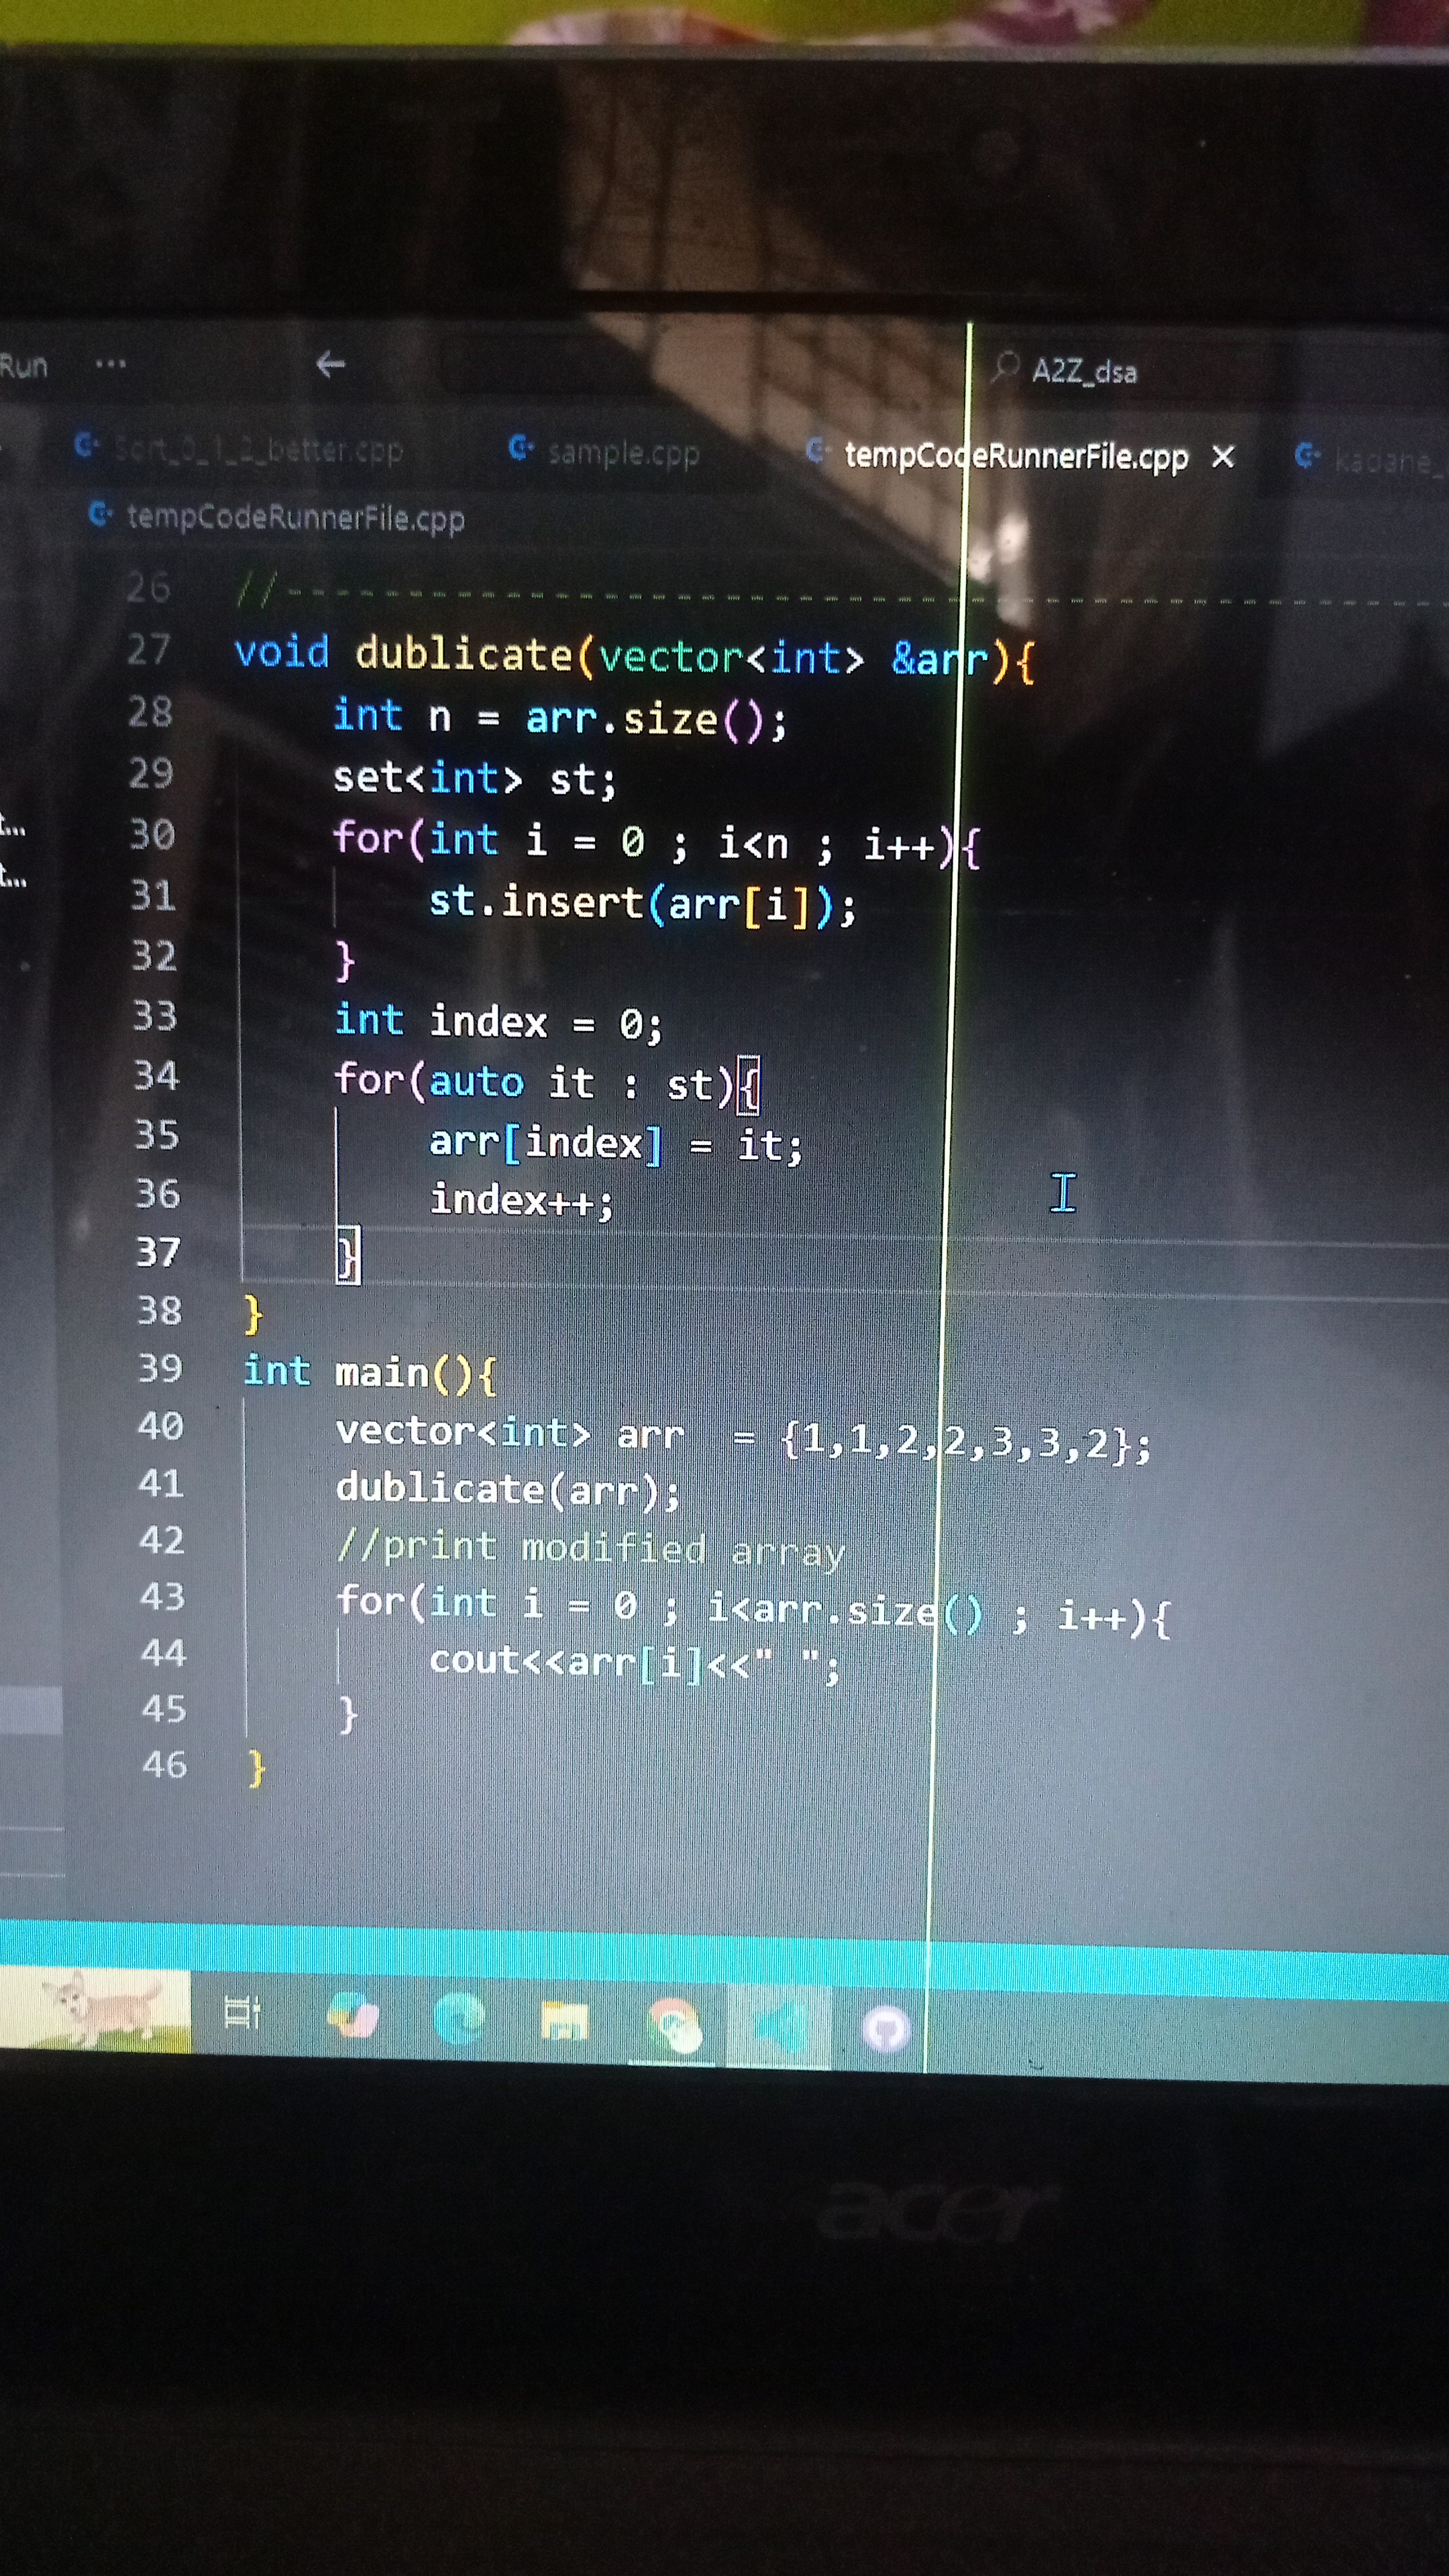 Run ... ← A2Z_dsa
Sort_0_1_2_better.cpp sample.cpp tempCodeRunnerFile.cpp × kadane_
tempCodeRunnerFile.cpp
26 //--------------------------------------------------
27 void dublicate(vector<int> &arr){
28 int n = arr.size();
29 set<int> st;
30 for(int i = 0 ; i<n ; i++){
31 st.insert(arr[i]);
32 }
33 int index = 0;
34 for(auto it : st){
35 arr[index] = it;
36 index++;
37 }
38 }
39 int main(){
40 vector<int> arr  = {1,1,2,2,3,3,2};
41 dublicate(arr);
42 //print modified array
43 for(int i = 0 ; i<arr.size() ; i++){
44 cout<<arr[i]<<" ";
45 }
46 }
t...
t...
acer